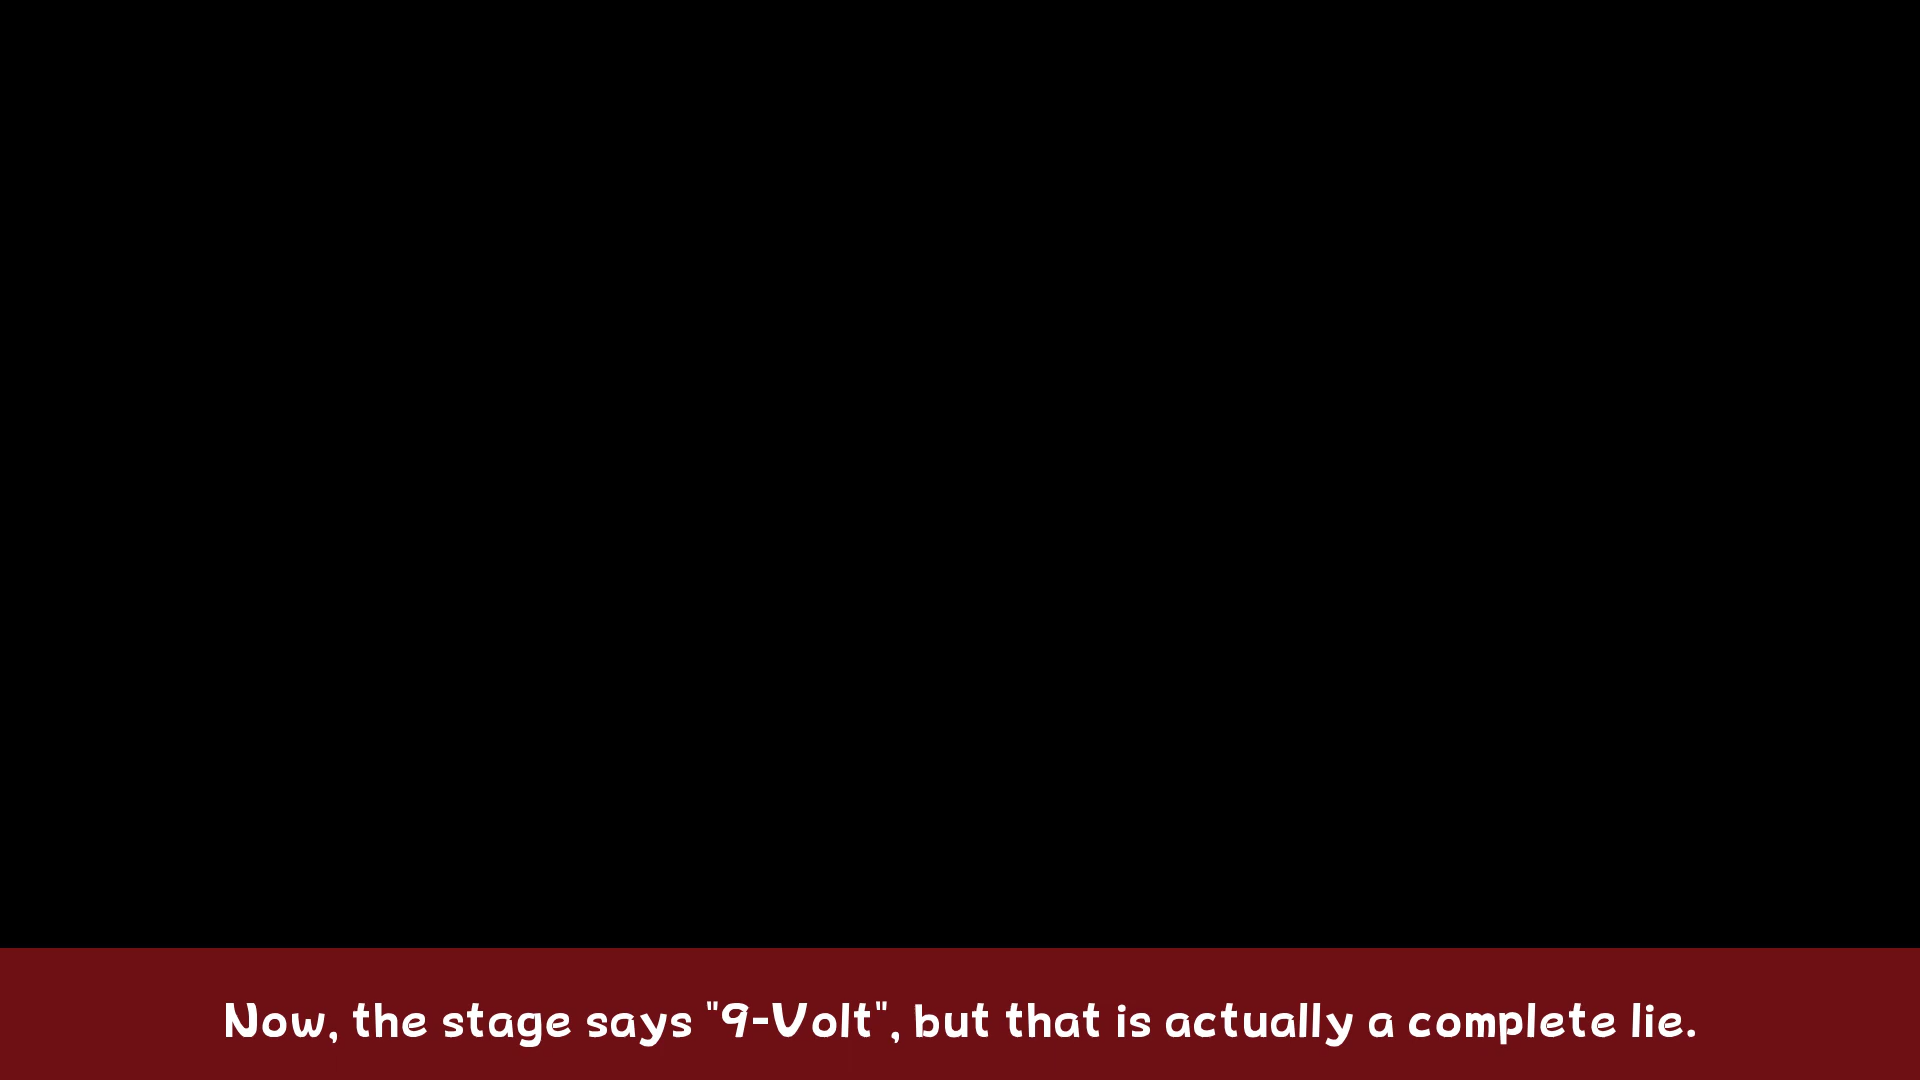 Now, the stage says "9-Volt", but that is actually a complete lie.